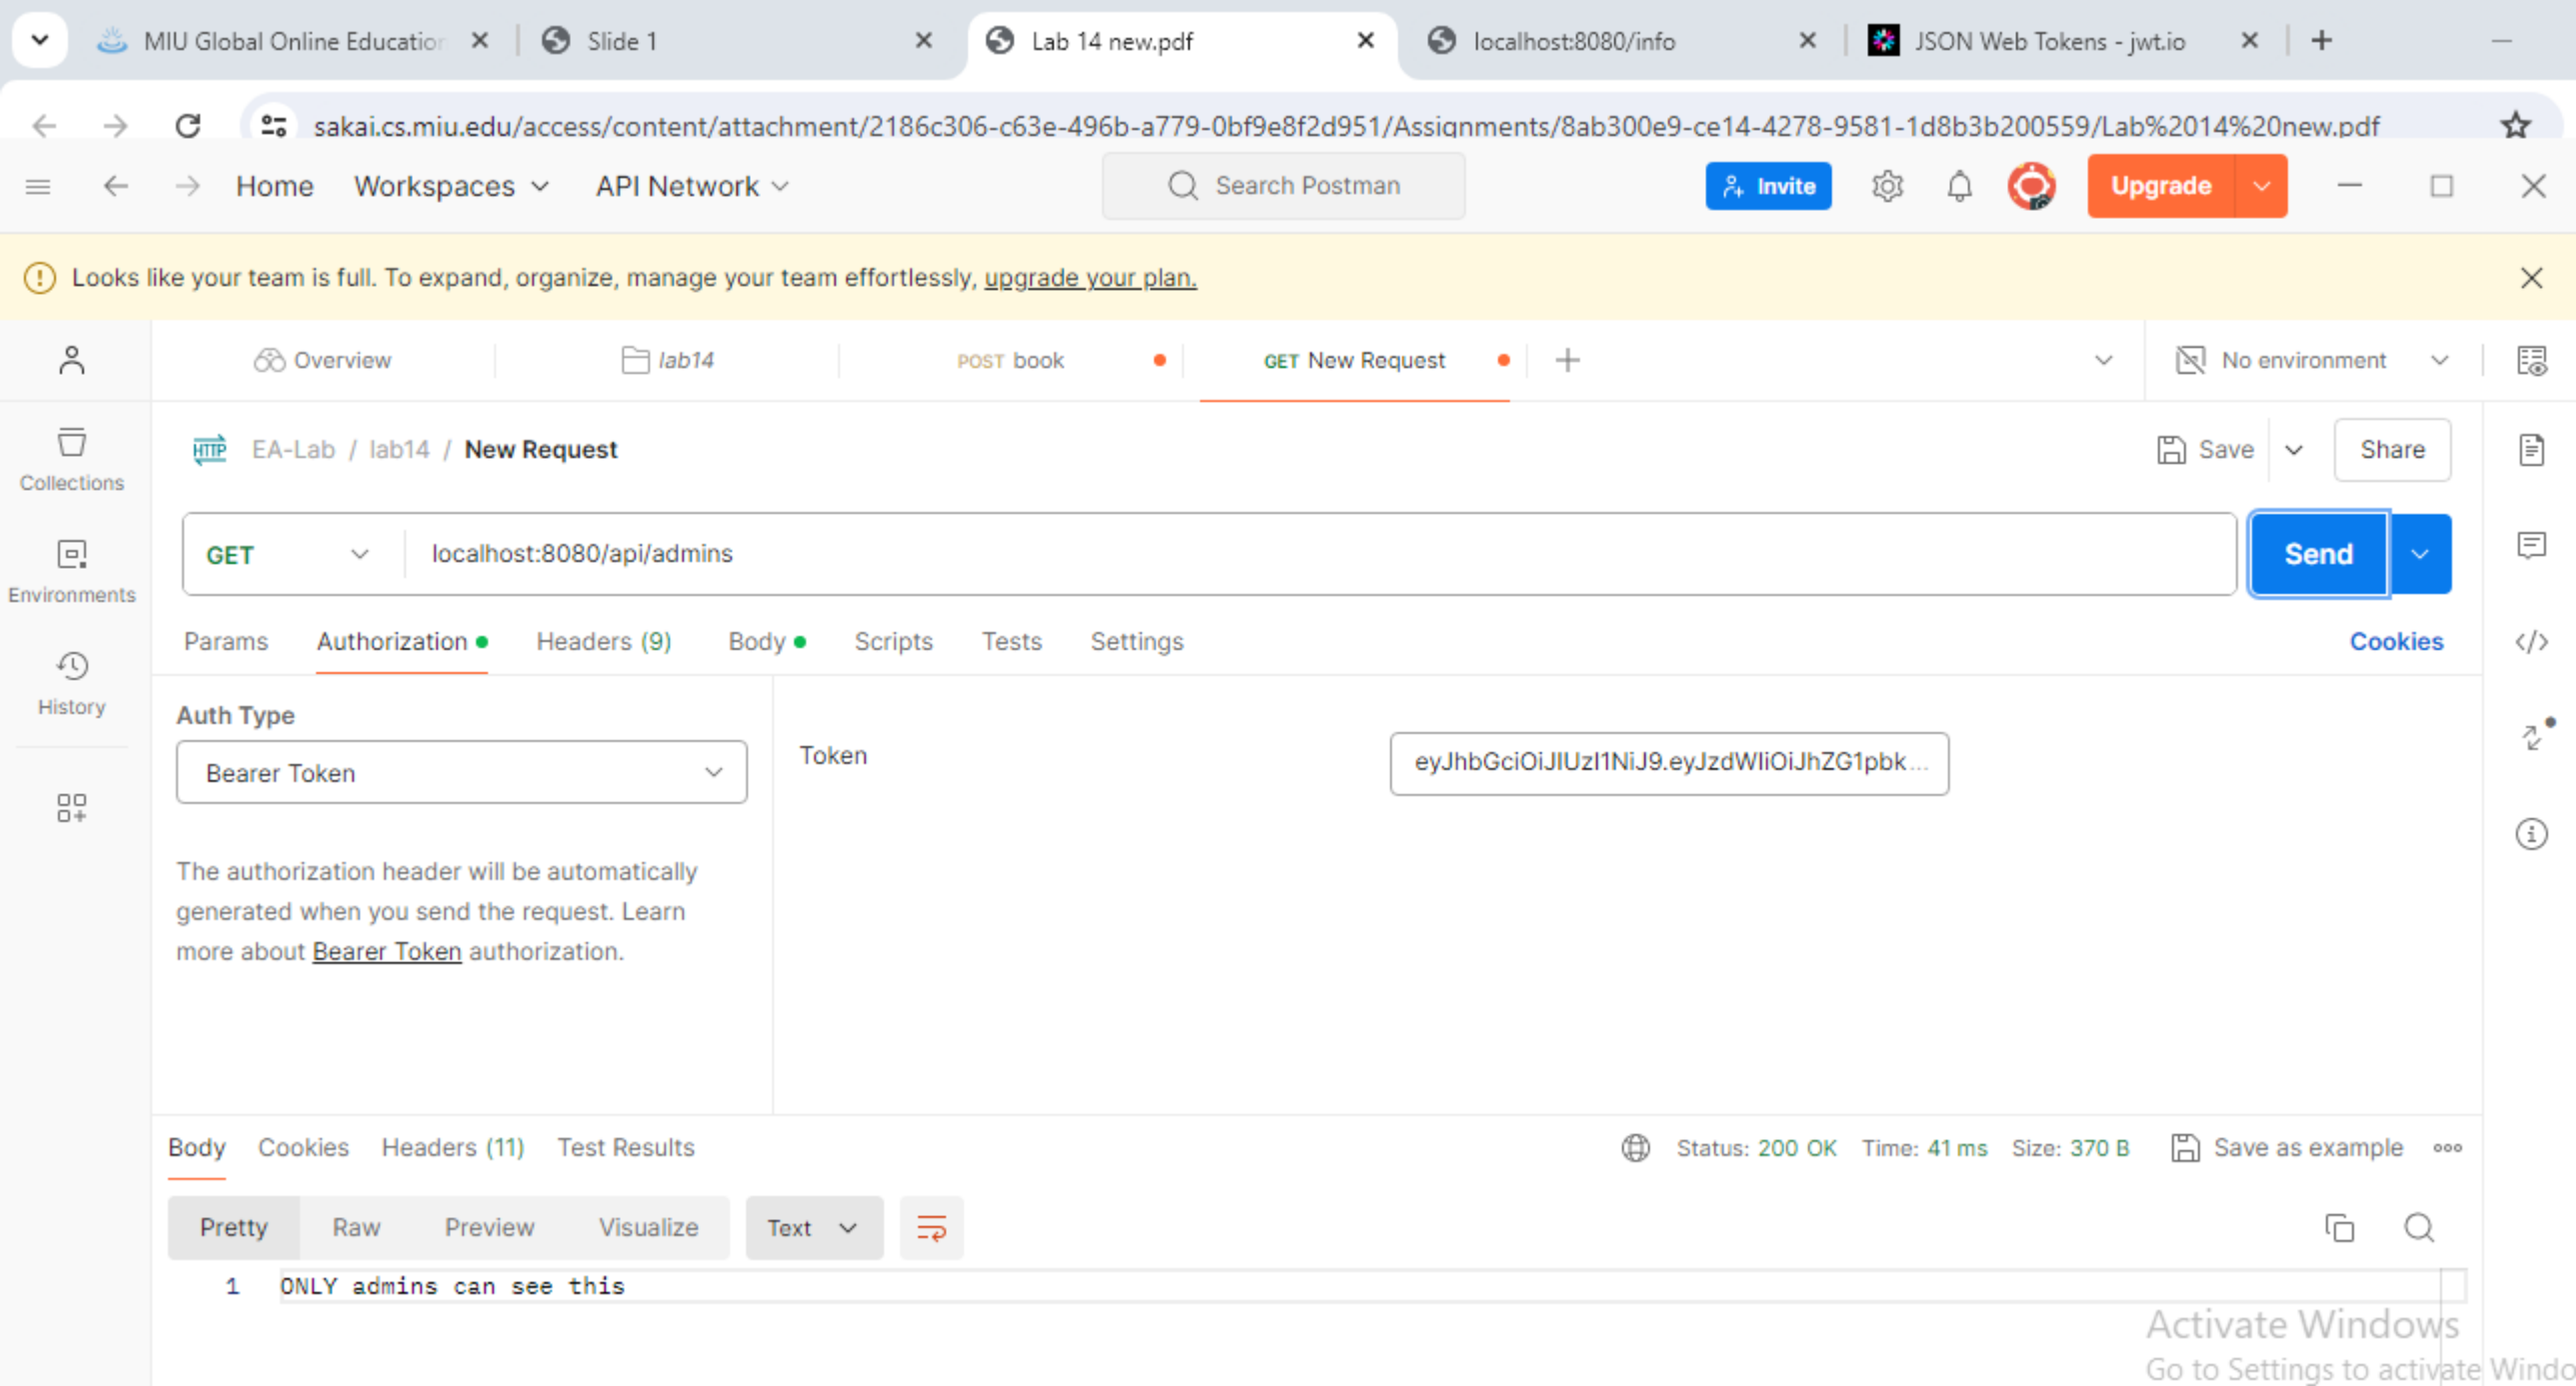 MIU Global Online Education
Slide 1
Lab 14 new.pdf
localhost:8080/info
JSON Web Tokens - jwt.io
sakai.cs.miu.edu/access/content/attachment/2186c306-c63e-496b-a779-0bf9e8f2d951/Assignments/8ab300e9-ce14-4278-9581-1d8b3b200559/Lab%2014%20new.pdf
Home Workspaces API Network Search Postman Invite Upgrade
Looks like your team is full. To expand, organize, manage your team effortlessly, upgrade your plan.
Overview lab14 POST book GET New Request No environment
EA-Lab / lab14 / New Request Save Share
Collections
GET localhost:8080/api/admins Send
Environments
Params Authorization Headers (9) Body Scripts Tests Settings Cookies
History
Auth Type
Bearer Token
Token
eyJhbGciOiJIUzI1NiJ9.eyJzdWIiOiJhZG1pbk...
The authorization header will be automatically
generated when you send the request. Learn
more about Bearer Token authorization.
Body Cookies Headers (11) Test Results Status: 200 OK Time: 41 ms Size: 370 B Save as example
Pretty Raw Preview Visualize Text
1 ONLY admins can see this
Activate Windows
Go to Settings to activate Windo